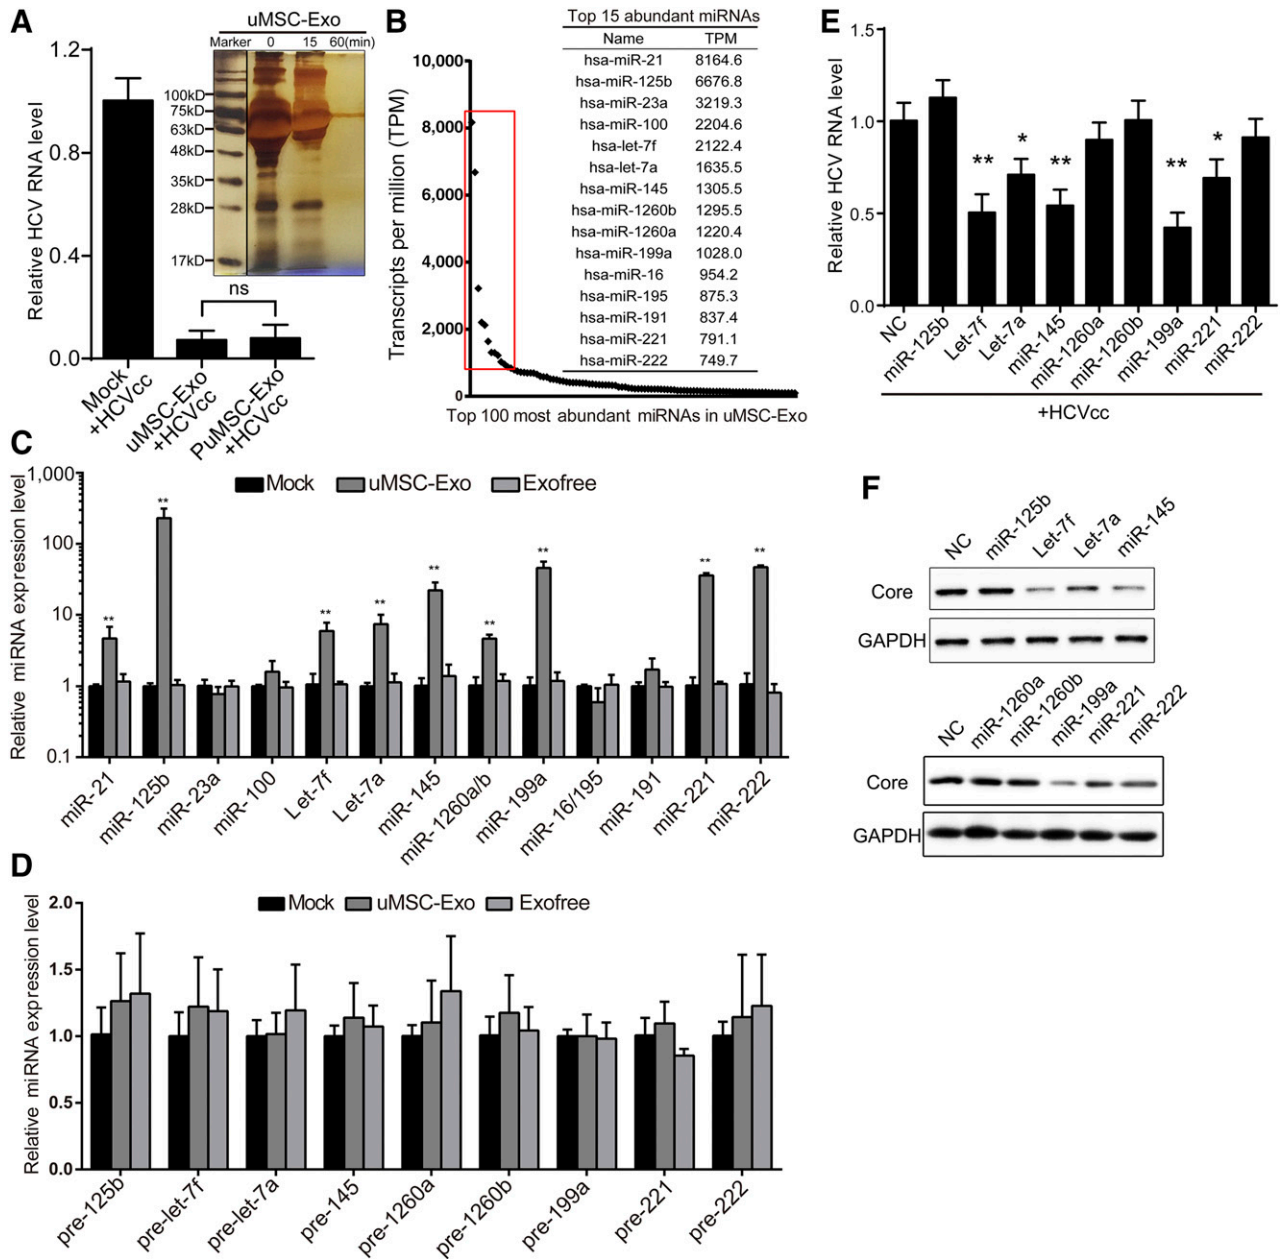 A
uMSC-Exo
Marker 0 15 60(min)
100kD
75kD
63kD
48kD
35kD
28kD
17kD
Relative HCV RNA level
1.2
0.8
0.4
0.0
ns
Mock
+HCVcc
uMSC-Exo
+HCVcc
PuMSC-Exo
+HCVcc
B
Transcripts per million (TPM)
10,000
8,000
6,000
4,000
2,000
0
Top 100 most abundant miRNAs in uMSC-Exo
Top 15 abundant miRNAs
Name TPM
hsa-miR-21 8164.6
hsa-miR-125b 6676.8
hsa-miR-23a 3219.3
hsa-miR-100 2204.6
hsa-let-7f 2122.4
hsa-let-7a 1635.5
hsa-miR-145 1305.5
hsa-miR-1260b 1295.5
hsa-miR-1260a 1220.4
hsa-miR-199a 1028.0
hsa-miR-16 954.2
hsa-miR-195 875.3
hsa-miR-191 837.4
hsa-miR-221 791.1
hsa-miR-222 749.7
E
Relative HCV RNA level
1.5
1.0
0.5
0.0
** * ** ** *
NC
miR-125b
Let-7f
Let-7a
miR-145
miR-1260a
miR-1260b
miR-199a
miR-221
miR-222
+HCVcc
C
Relative miRNA expression level
Mock uMSC-Exo Exofree
1,000
100
10
1
0.1
** ** ** ** ** ** ** ** **
miR-21
miR-125b
miR-23a
miR-100
Let-7f
Let-7a
miR-145
miR-1260a/b
miR-199a
miR-16/195
miR-191
miR-221
miR-222
F
NC
miR-125b
Let-7f
Let-7a
miR-145
Core
GAPDH
NC
miR-1260a
miR-1260b
miR-199a
miR-221
miR-222
Core
GAPDH
D
Relative miRNA expression level
Mock uMSC-Exo Exofree
2.0
1.5
1.0
0.5
0.0
pre-125b
pre-let-7f
pre-let-7a
pre-145
pre-1260a
pre-1260b
pre-199a
pre-221
pre-222